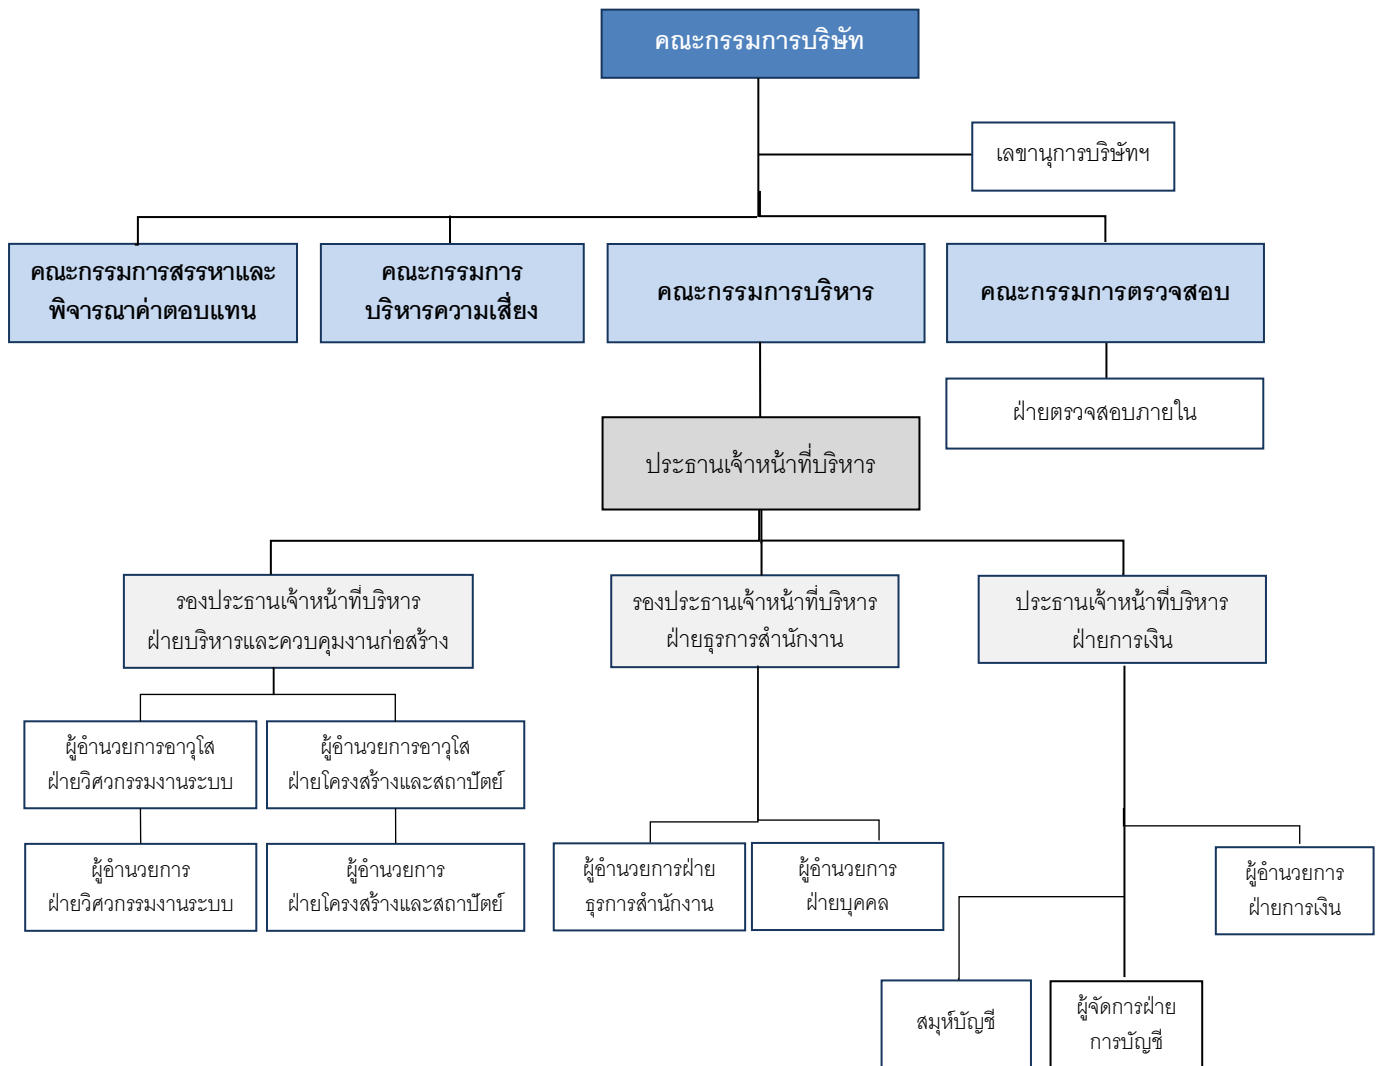 คณะกรรมการบริษัท
เลขานุการบริษัทฯ
คณะกรรมการสรรหาและ
พิจารณาค่าตอบแทน
คณะกรรมการ
บริหารความเสี่ยง
คณะกรรมการบริหาร
คณะกรรมการตรวจสอบ
ฝ่ายตรวจสอบภายใน
ประธานเจ้าหน้าที่บริหาร
รองประธานเจ้าหน้าที่บริหาร
ฝ่ายบริหารและควบคุมงานก่อสร้าง
รองประธานเจ้าหน้าที่บริหาร
ฝ่ายธุรการสำนักงาน
ประธานเจ้าหน้าที่บริหาร
ฝ่ายการเงิน
ผู้อำนวยการอาวุโส
ฝ่ายวิศวกรรมงานระบบ
ผู้อำนวยการอาวุโส
ฝ่ายโครงสร้างและสถาปัตย์
ผู้อำนวยการ
ฝ่ายวิศวกรรมงานระบบ
ผู้อำนวยการ
ฝ่ายโครงสร้างและสถาปัตย์
ผู้อำนวยการฝ่าย
ธุรการสำนักงาน
ผู้อำนวยการ
ฝ่ายบุคคล
ผู้อำนวยการ
ฝ่ายการเงิน
สมุห์บัญชี
ผู้จัดการฝ่าย
การบัญชี